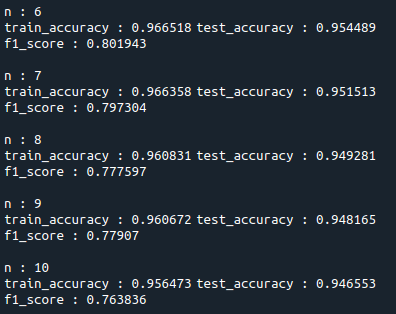 n : 6
train_accuracy : 0.966518 test_accuracy : 0.954489
f1_score : 0.801943
n : 7
train_accuracy : 0.966358 test_accuracy : 0.951513
f1_score : 0.797304
n : 8
train_accuracy : 0.960831 test_accuracy : 0.949281
f1_score : 0.777597
n : 9
train_accuracy : 0.960672 test_accuracy : 0.948165
f1_score : 0.77907
n : 10
train_accuracy : 0.956473 test_accuracy : 0.946553
f1_score : 0.763836